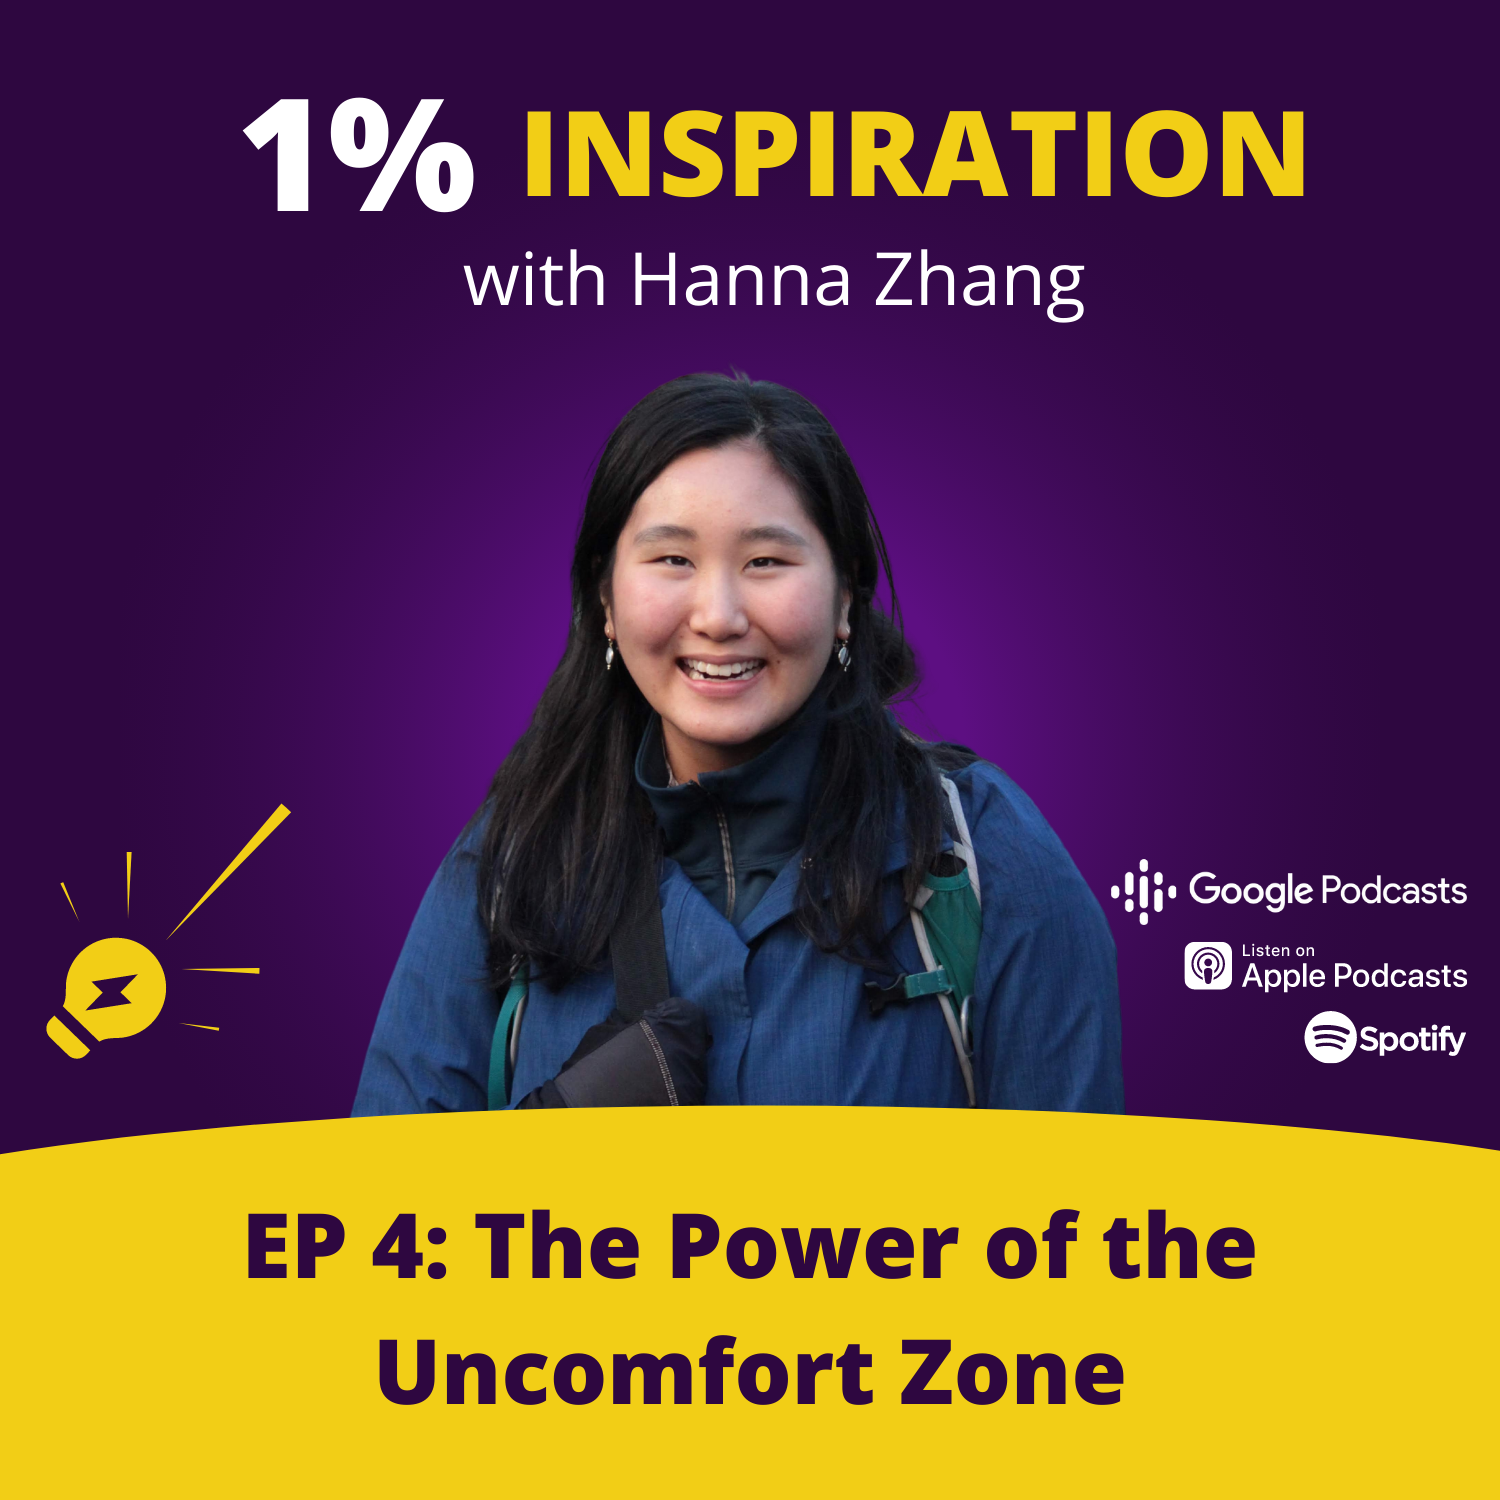 1% INSPIRATION
with Hanna Zhang
Google Podcasts
Listen on
Apple Podcasts
Spotify
EP 4: The Power of the
Uncomfort Zone